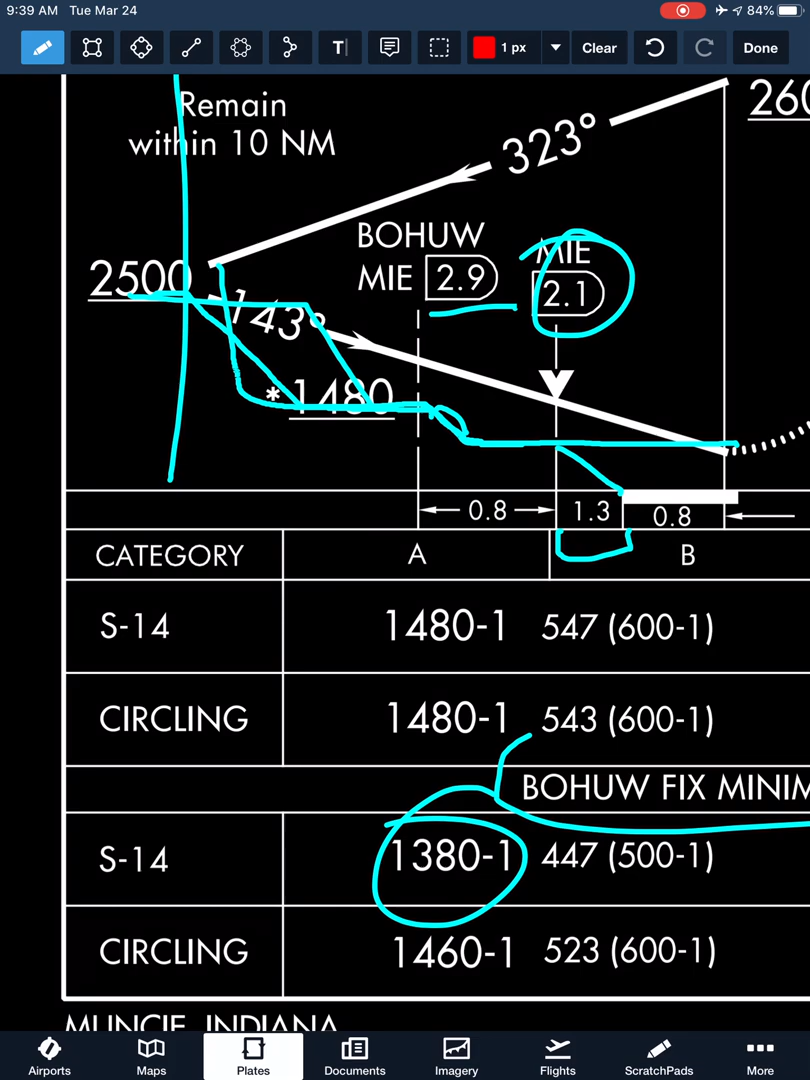 9:39 AM Tue Mar 24
84%
T
1 px
Clear
Done
Remain
within 10 NM
323°
260
BOHUW
MIE 2.9
MIE
2.1
2500
143°
*1480
0.8
1.3
0.8
CATEGORY A B
S-14 1480-1 547 (600-1)
CIRCLING 1480-1 543 (600-1)
BOHUW FIX MINIM
S-14 1380-1 447 (500-1)
CIRCLING 1460-1 523 (600-1)
MUNCIE, INDIANA
Airports Maps Plates Documents Imagery Flights ScratchPads More